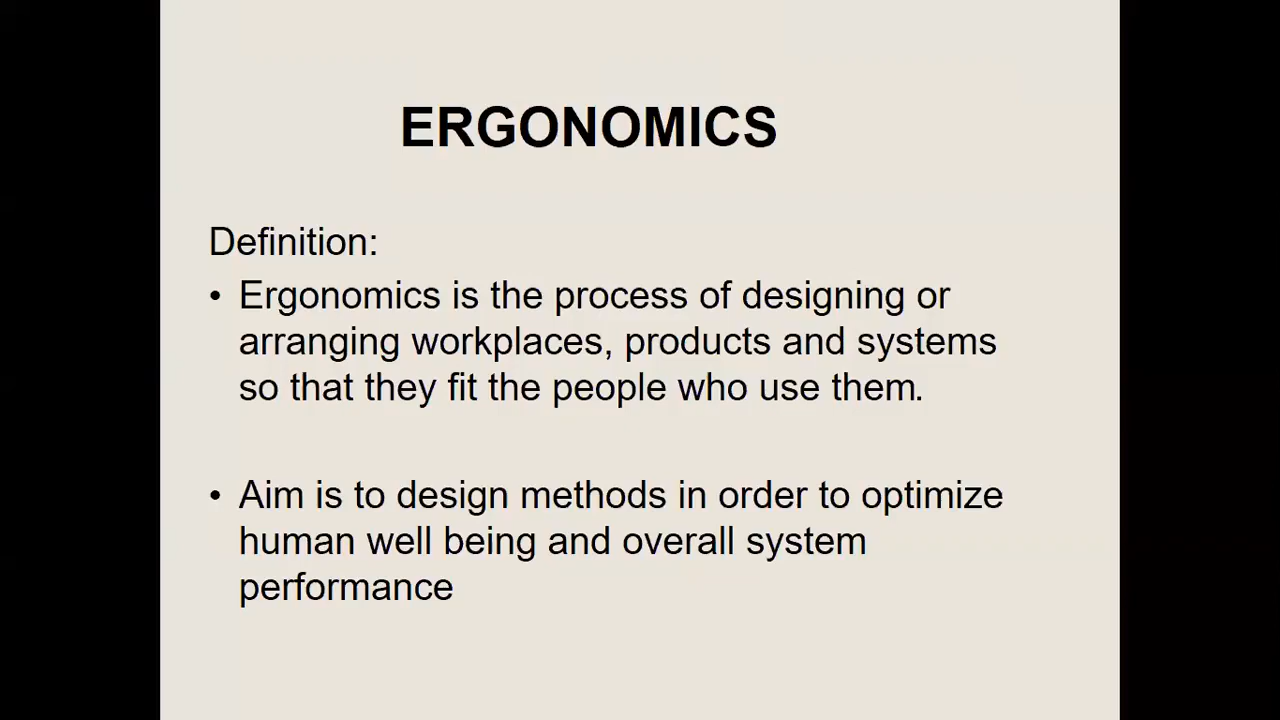 ERGONOMICS
Definition:
• Ergonomics is the process of designing or
arranging workplaces, products and systems
so that they fit the people who use them.
• Aim is to design methods in order to optimize
human well being and overall system
performance